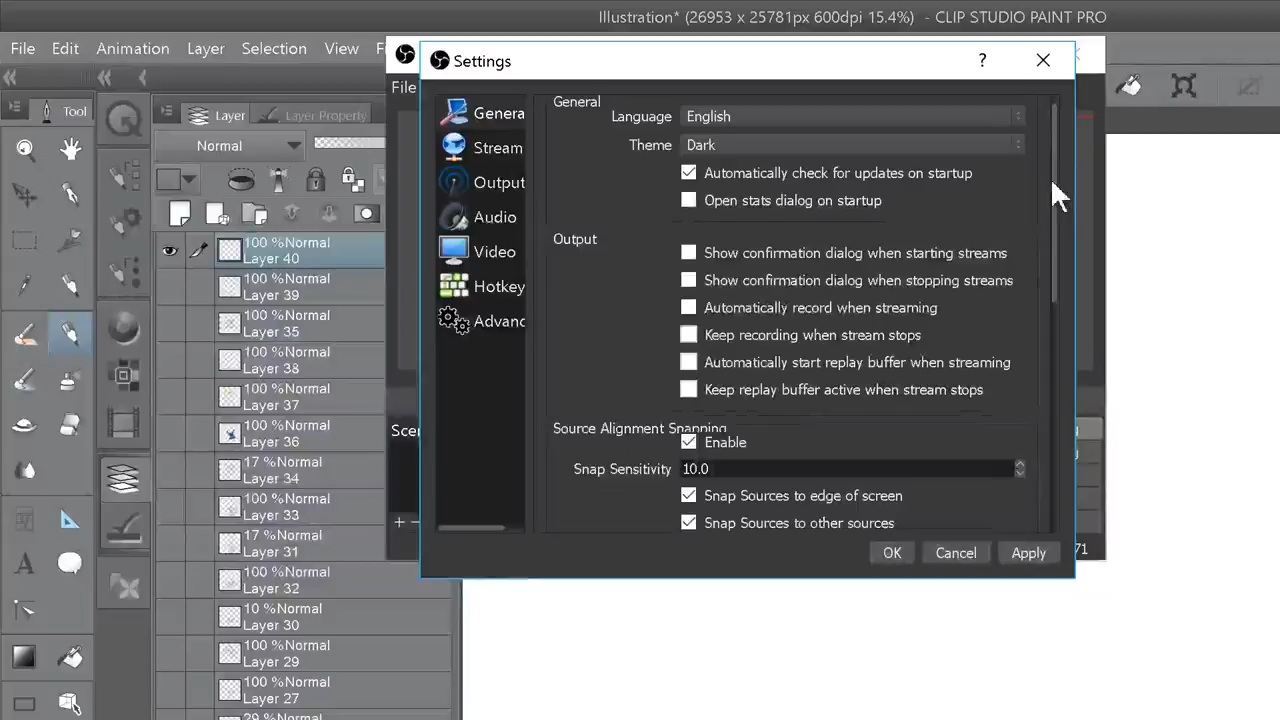 Illustration* (26953 x 25781px 600dpi 15.4%) - CLIP STUDIO PAINT PRO
File Edit Animation Layer Selection View
Settings
?
File
Tool
Layer
Layer Property
Normal
100 %Normal
Layer 40
100 %Normal
Layer 39
100 %Normal
Layer 35
100 %Normal
Layer 38
100 %Normal
Layer 37
100 %Normal
Layer 36
17 %Normal
Layer 34
100 %Normal
Layer 33
17 %Normal
Layer 31
100 %Normal
Layer 32
10 %Normal
Layer 30
100 %Normal
Layer 29
100 %Normal
Layer 27
29 %Normal
Genera
Stream
Output
Audio
Video
Hotkey
Advanc
General
Language English
Theme Dark
Automatically check for updates on startup
Open stats dialog on startup
Output
Show confirmation dialog when starting streams
Show confirmation dialog when stopping streams
Automatically record when streaming
Keep recording when stream stops
Automatically start replay buffer when streaming
Keep replay buffer active when stream stops
Source Alignment Snapping
Enable
Snap Sensitivity 10.0
Snap Sources to edge of screen
Snap Sources to other sources
OK Cancel Apply
Scen
71